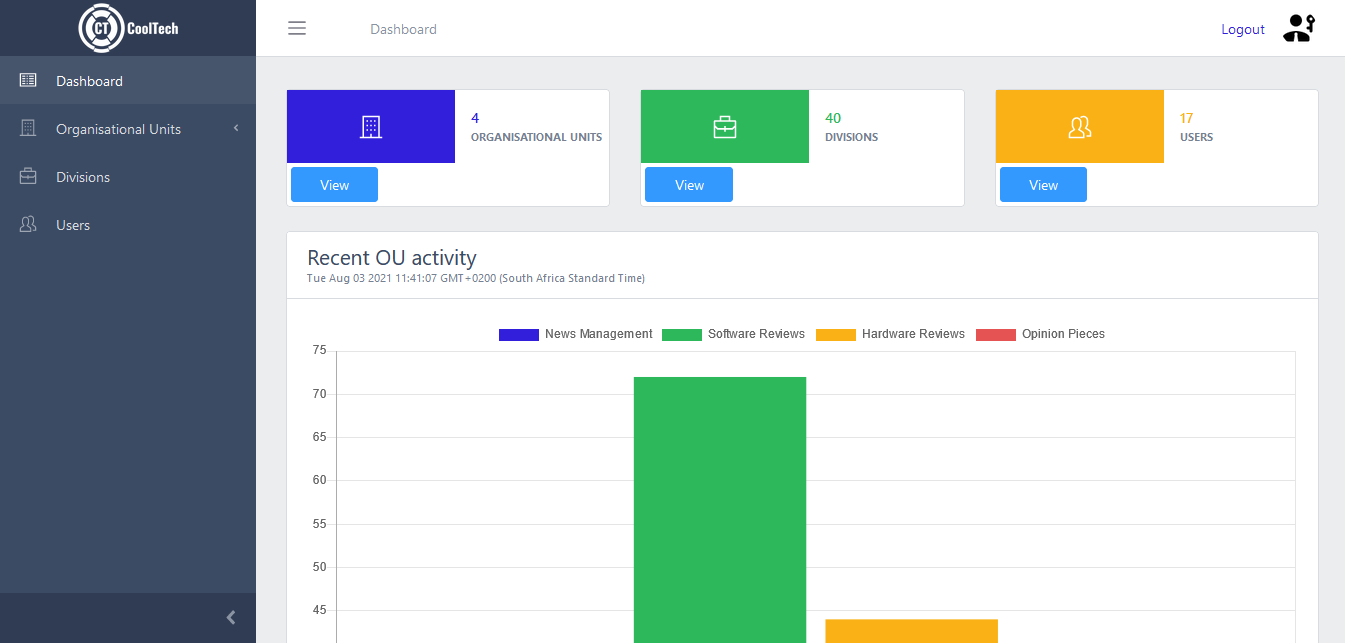 CT CoolTech
Dashboard
Organisational Units
Divisions
Users
Dashboard
Logout
4
ORGANISATIONAL UNITS
View
40
DIVISIONS
View
17
USERS
View
Recent OU activity
Tue Aug 03 2021 11:41:07 GMT+0200 (South Africa Standard Time)
News Management Software Reviews Hardware Reviews Opinion Pieces
75
70
65
60
55
50
45